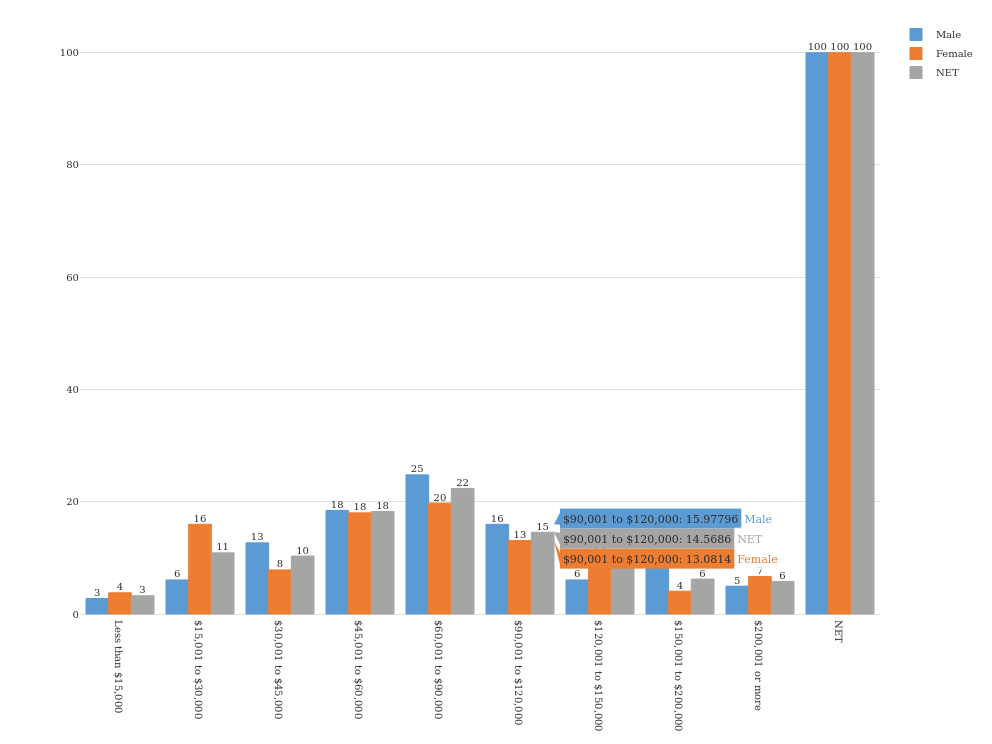 Male
Female
NET
100
80
60
40
20
0
100 100 100
3 4 3
6 16 11
13 8 10
18 18 18
25 20 22
16 13 15
6
4 6
5 7 6
$90,001 to $120,000: 15.97796 Male
$90,001 to $120,000: 14.5686 NET
$90,001 to $120,000: 13.0814 Female
Less than $15,000
$15,001 to $30,000
$30,001 to $45,000
$45,001 to $60,000
$60,001 to $90,000
$90,001 to $120,000
$120,001 to $150,000
$150,001 to $200,000
$200,001 or more
NET